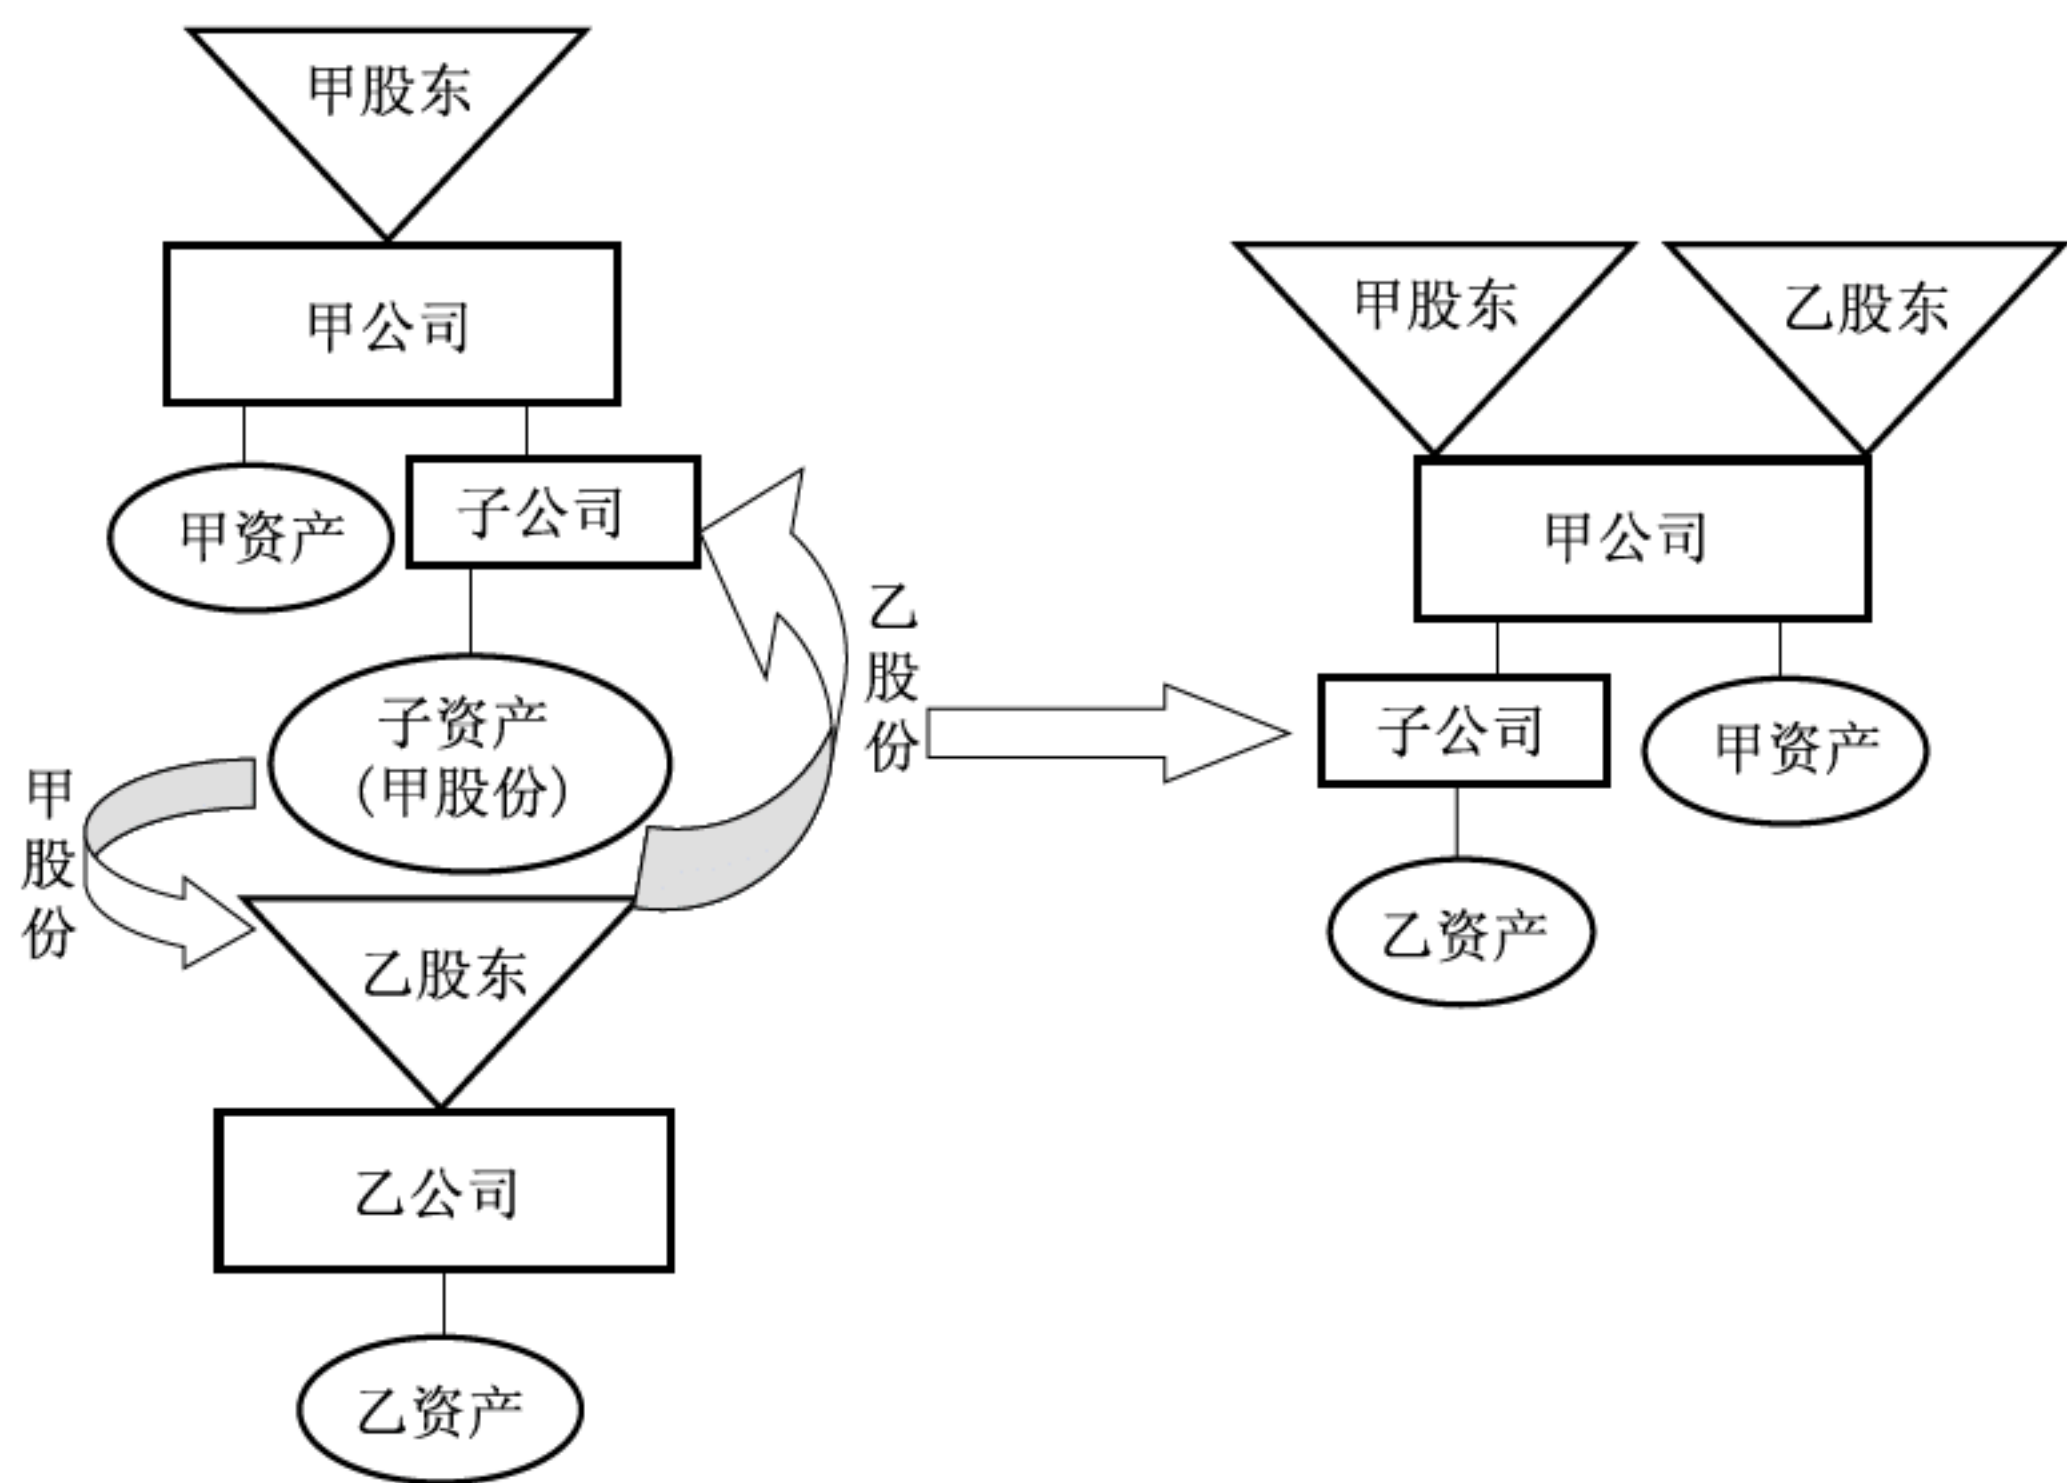 甲股东
甲公司
甲资产
子公司
子资产
(甲股份)
甲股份
乙股份
乙股东
乙公司
乙资产
甲股东
乙股东
甲公司
子公司
甲资产
乙资产